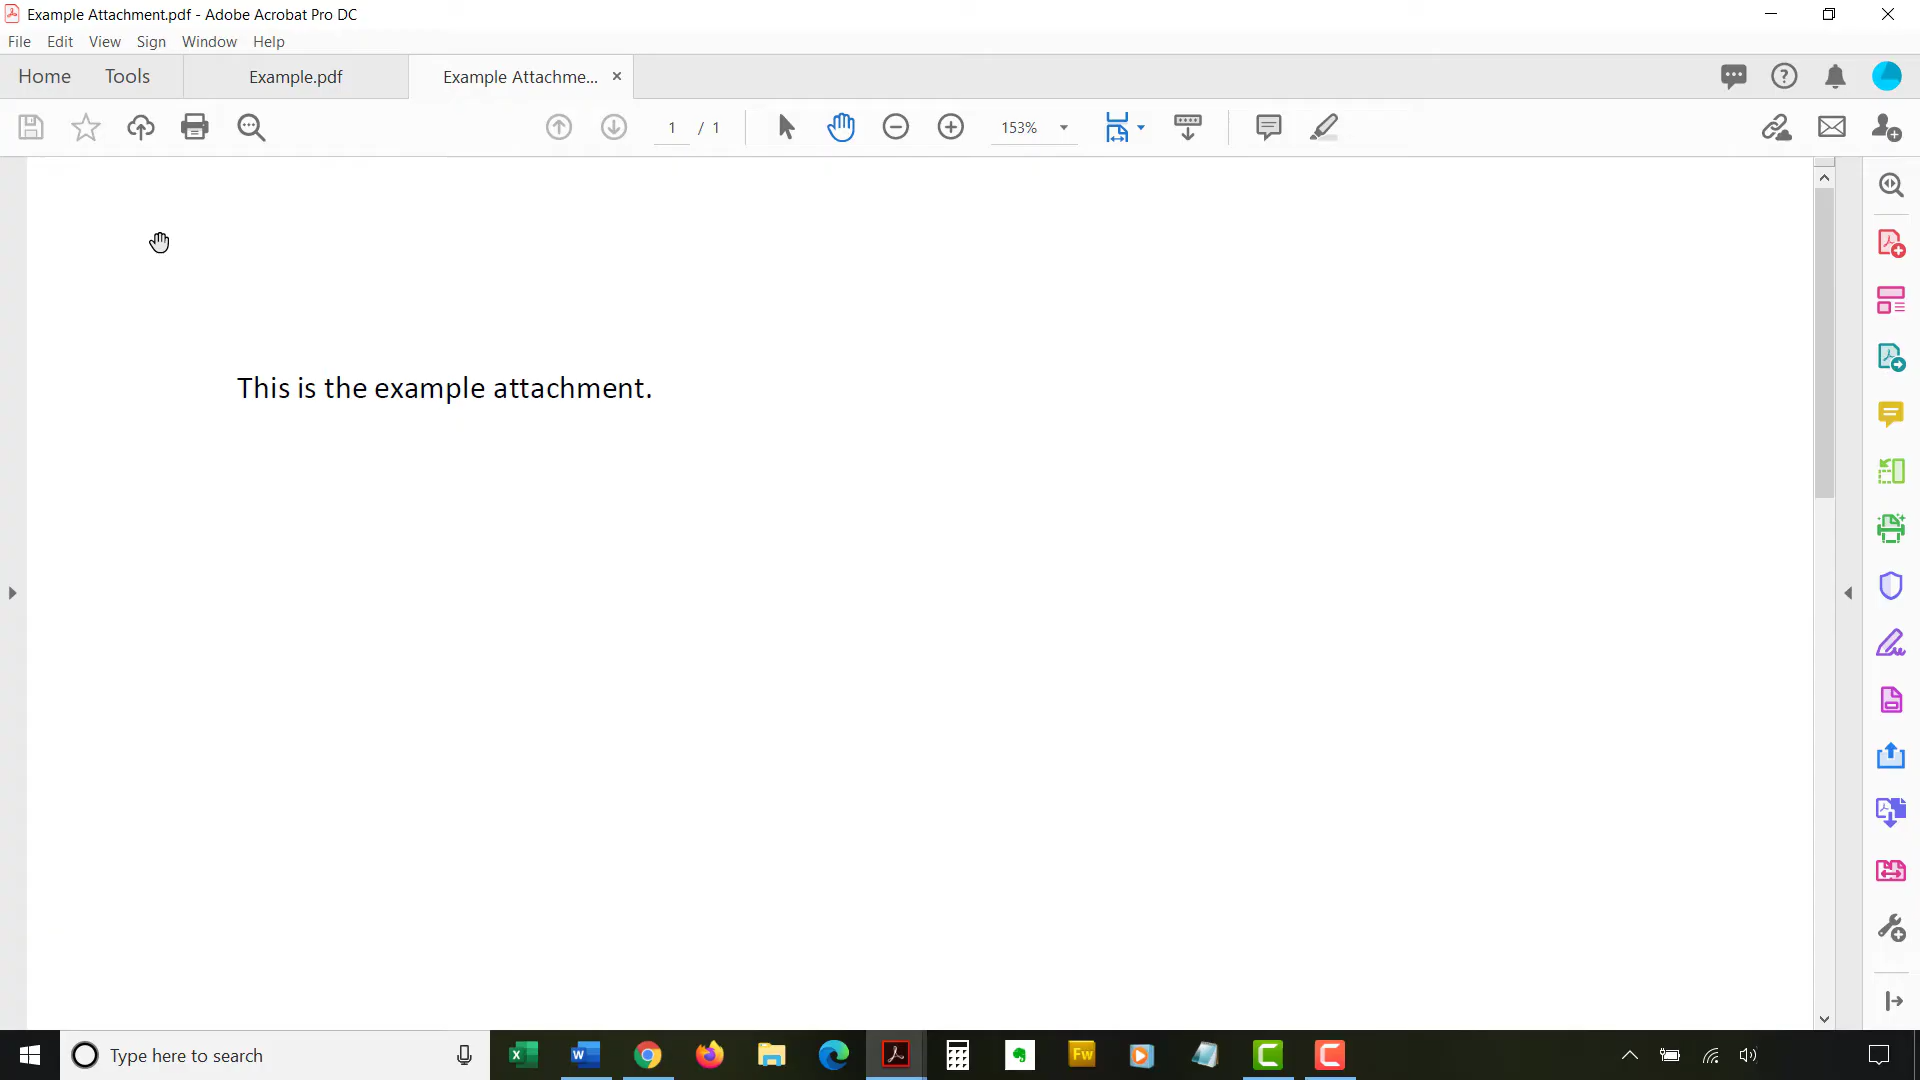 Example Attachment.pdf - Adobe Acrobat Pro DC
File Edit View Sign Window Help
Home Tools Example.pdf Example Attachme... ×
1 / 1 153%
This is the example attachment.
Type here to search
Fw